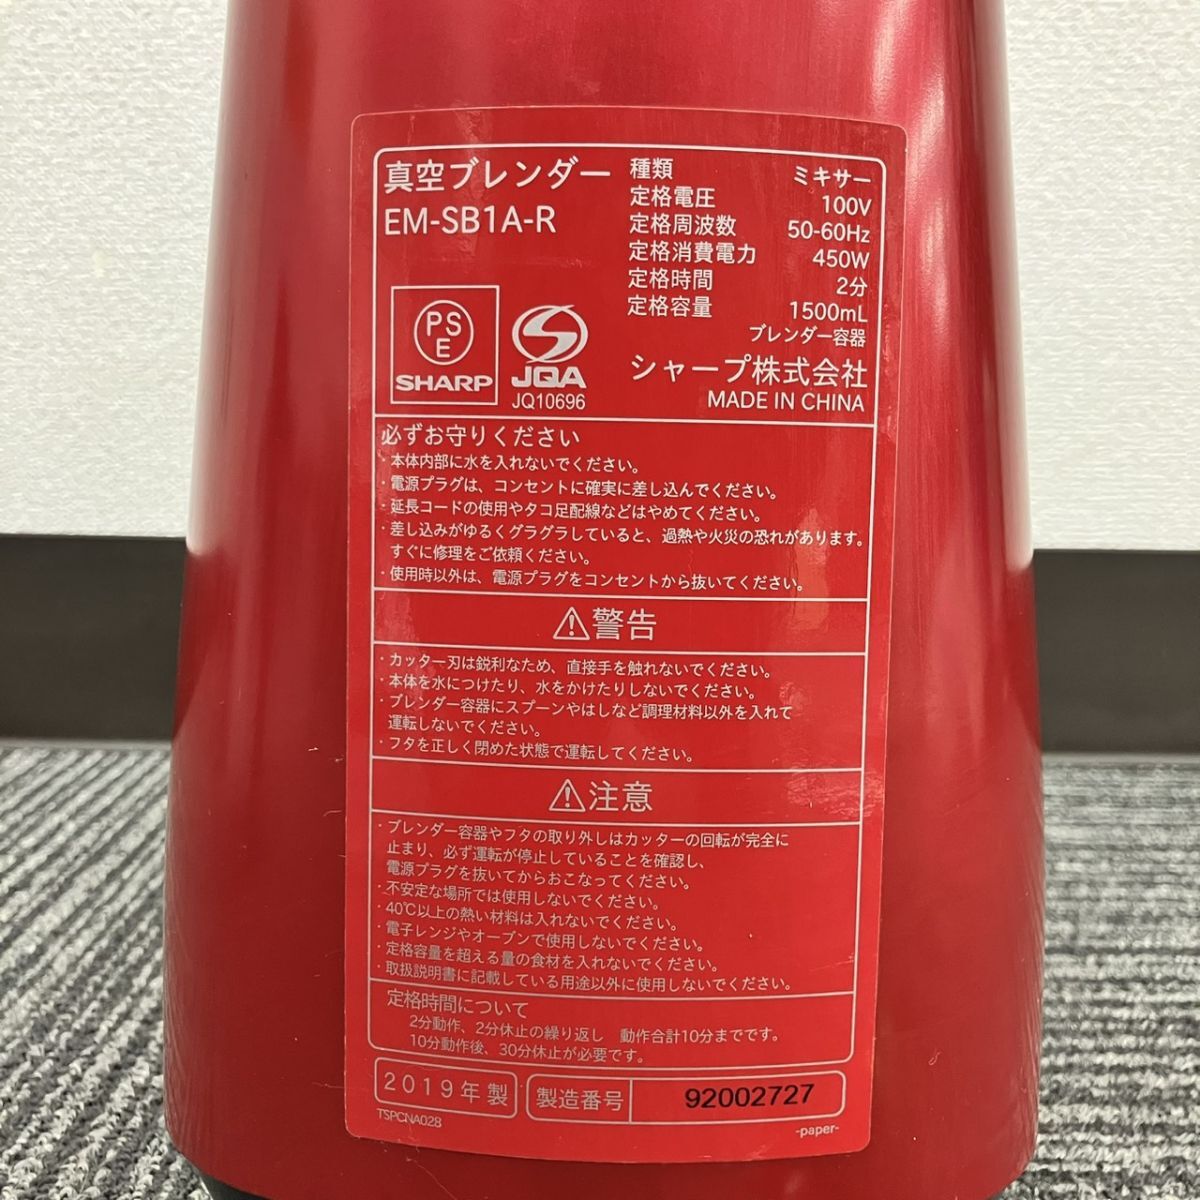 真空ブレンダー
EM-SB1A-R
種類 ミキサー
定格電圧 100V
定格周波数 50-60Hz
定格消費電力 450W
定格時間 2分
定格容量 1500mL
ブレンダー容器
PSE
SHARP
JQA
JQ10696
シャープ株式会社
MADE IN CHINA
必ずお守りください
・本体内部に水を入れないでください。
・電源プラグは、コンセントに確実に差し込んでください。
・延長コードの使用やタコ足配線などはやめてください。
・差し込みがゆるくグラグラしていると、過熱や火災の恐れがあります。
すぐに修理をご依頼ください。
・使用時以外は、電源プラグをコンセントから抜いてください。
⚠警告
・カッター刃は鋭利なため、直接手を触れないでください。
・本体を水につけたり、水をかけたりしないでください。
・ブレンダー容器にスプーンやはしなど調理材料以外を入れて
運転しないでください。
・フタを正しく閉めた状態で運転してください。
⚠注意
・ブレンダー容器やフタの取り外しはカッターの回転が完全に
止まり、必ず運転が停止していることを確認し、
電源プラグを抜いてからおこなってください。
・不安定な場所では使用しないでください。
・40℃以上の熱い材料は入れないでください。
・電子レンジやオーブンで使用しないでください。
・定格容量を超える量の食材を入れないでください。
・取扱説明書に記載している用途以外に使用しないでください。
定格時間について
2分動作、2分休止の繰り返し 動作合計10分までです。
10分動作後、30分休止が必要です。
2019年製
製造番号 92002727
TSPCNA028
-paper-